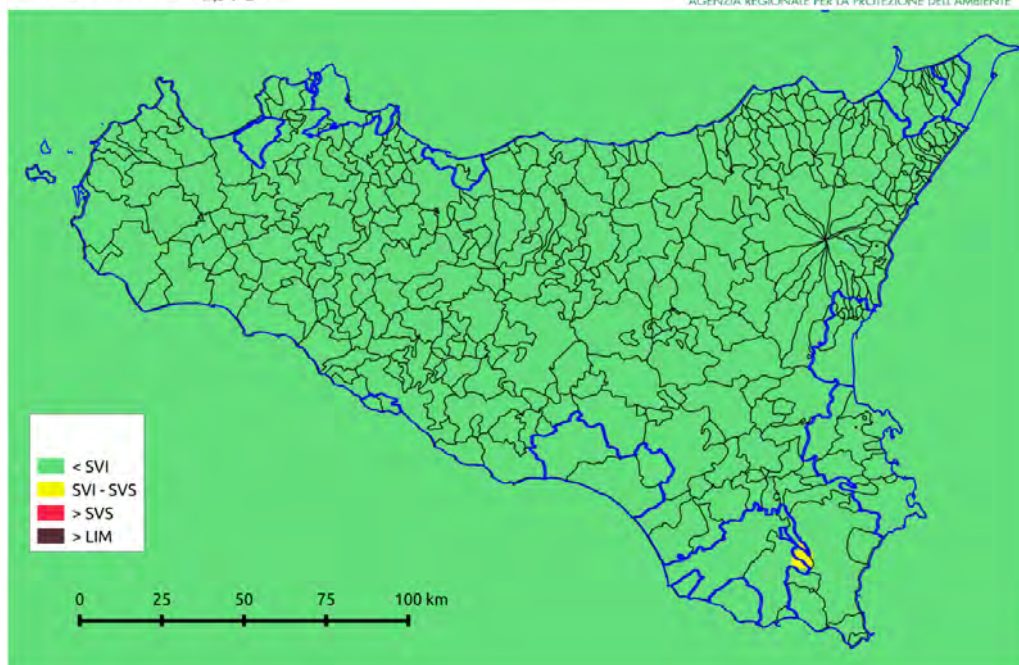 AGENZIA REGIONALE PER LA PROTEZIONE DELL'AMBIENTE
< SVI
SVI - SVS
> SVS
> LIM
0 25 50 75 100 km